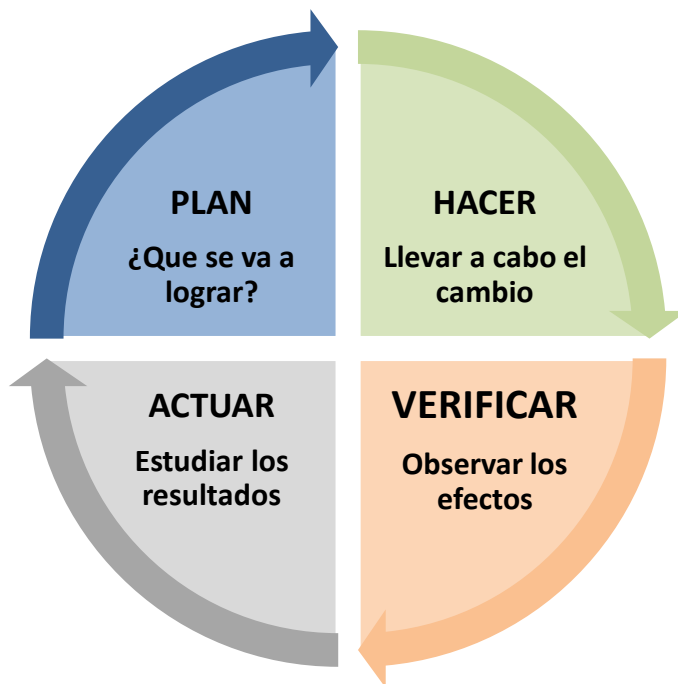 PLAN
¿Que se va a
lograr?
HACER
Llevar a cabo el
cambio
ACTUAR
Estudiar los
resultados
VERIFICAR
Observar los
efectos